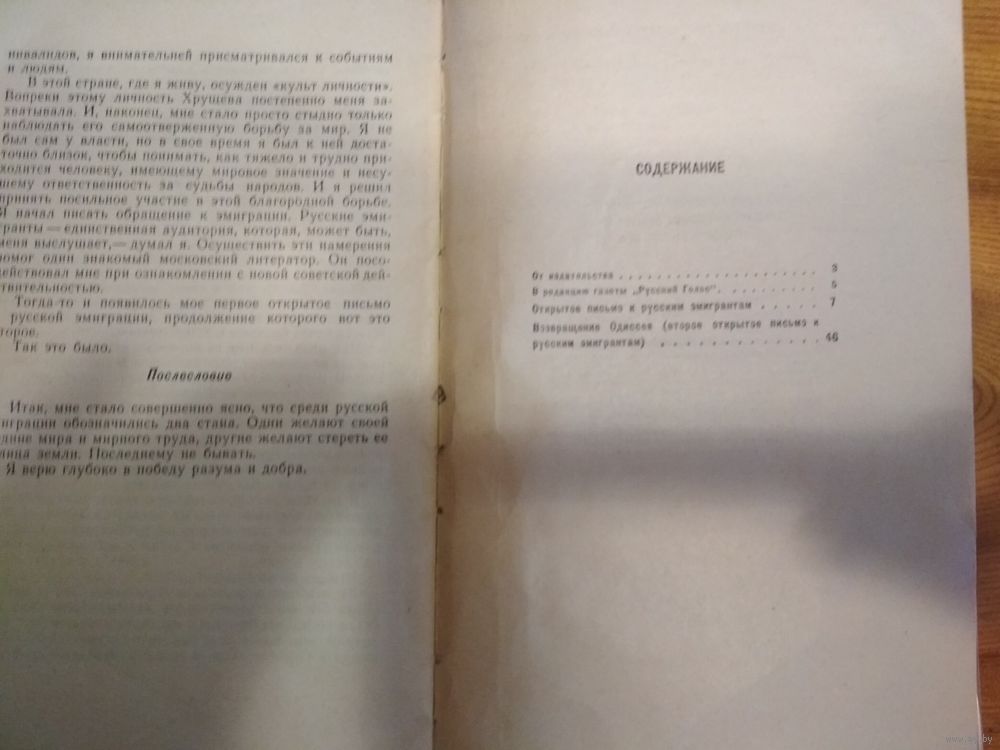 инвалидов, я внимательней присматривался к событиям
и людям.
В этой стране, где я живу, осужден «культ личности».
Вопреки этому личность Хрущева постепенно меня за-
хватывала. И, наконец, мне стало просто стыдно только
наблюдать его самоотверженную борьбу за мир. Я не
был сам у власти, но в свое время я был к ней доста-
точно близок, чтобы понимать, как тяжело и трудно при-
ходится человеку, имеющему мировое значение и несу-
щему ответственность за судьбы народов. И я решил
принять посильное участие в этой благородной борьбе.
Я начал писать обращение к эмиграции. Русские эми-
гранты — единственная аудитория, которая, может быть,
меня выслушает,— думал я. Осуществить эти намерения
помог один знакомый московский литератор. Он посо-
действовал мне при ознакомлении с новой советской дей-
твительностью.
Тогда-то и появилось мое первое открытое письмо
русской эмиграции, продолжение которого вот это
торое.
Так это было.
Послесловие
Итак, мне стало совершенно ясно, что среди русской
миграции обозначились два стана. Одни желают своей
одине мира и мирного труда, другие желают стереть ее
лица земли. Последнему не бывать.
Я верю глубоко в победу разума и добра.
СОДЕРЖАНИЕ
От издательства . . . . . . . . . . . . . . . . . . . . 3
В редакцию газеты „Русский Голос“. . . . . . . . . . 5
Открытое письмо к русским эмигрантам . . . . . 7
Возвращение Одиссея (второе открытое письмо к
русским эмигрантам) . . . . . . . . . . . . . 46